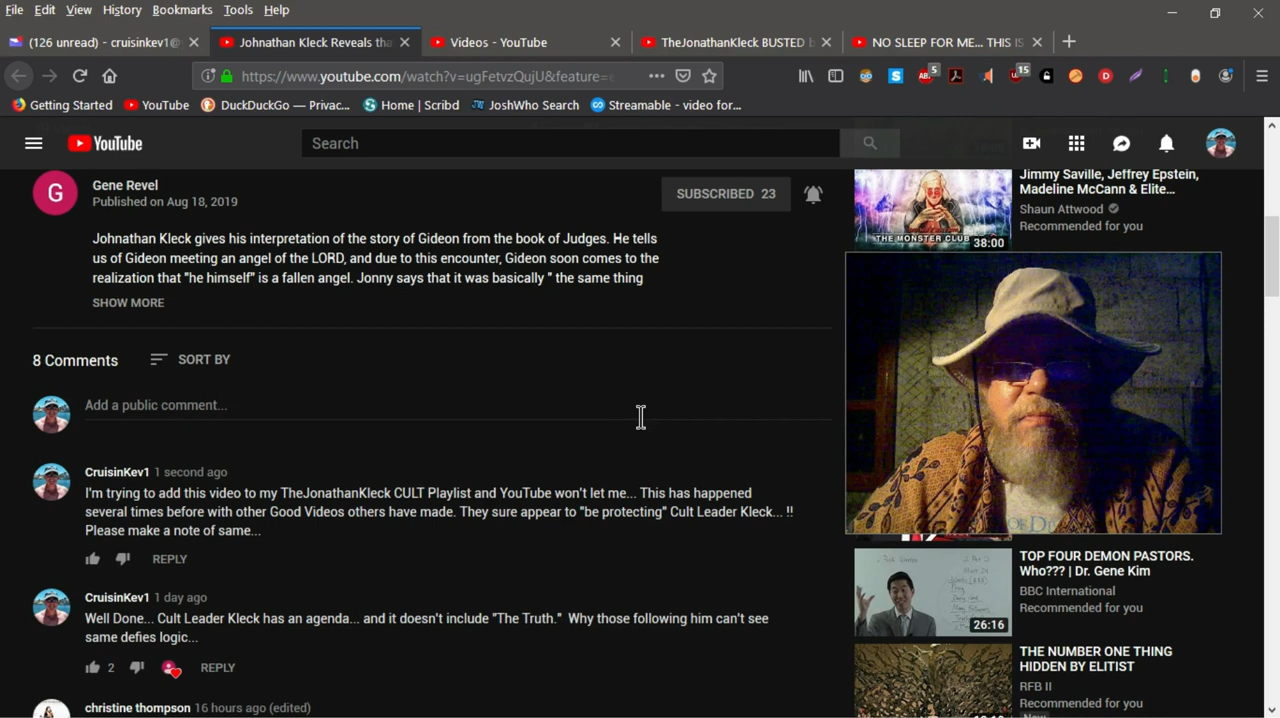 File Edit View History Bookmarks Tools Help
(126 unread) - cruisinkev1@
Johnathan Kleck Reveals tha
Videos - YouTube
TheJonathanKleck BUSTED b
NO SLEEP FOR ME... THIS IS
https://www.youtube.com/watch?v=ugFetvzQujU&feature=e
5
15
Getting Started YouTube DuckDuckGo — Privac... Home | Scribd JoshWho Search Streamable - video for...
YouTube
Search
G
Gene Revel
Published on Aug 18, 2019
SUBSCRIBED 23
Johnathan Kleck gives his interpretation of the story of Gideon from the book of Judges. He tells
us of Gideon meeting an angel of the LORD, and due to this encounter, Gideon soon comes to the
realization that "he himself" is a fallen angel. Jonny says that it was basically " the same thing
SHOW MORE
8 Comments SORT BY
Add a public comment...
CruisinKev1 1 second ago
I'm trying to add this video to my TheJonathanKleck CULT Playlist and YouTube won't let me... This has happened
several times before with other Good Videos others have made. They sure appear to "be protecting" Cult Leader Kleck... !!
Please make a note of same...
REPLY
CruisinKev1 1 day ago
Well Done... Cult Leader Kleck has an agenda... and it doesn't include "The Truth." Why those following him can't see
same defies logic...
2 REPLY
christine thompson 16 hours ago (edited)
Jimmy Saville, Jeffrey Epstein,
Madeline McCann & Elite...
Shaun Attwood
Recommended for you
THE MONSTER CLUB
38:00
TOP FOUR DEMON PASTORS.
Who??? | Dr. Gene Kim
BBC International
Recommended for you
26:16
THE NUMBER ONE THING
HIDDEN BY ELITIST
RFB II
Recommended for you
New